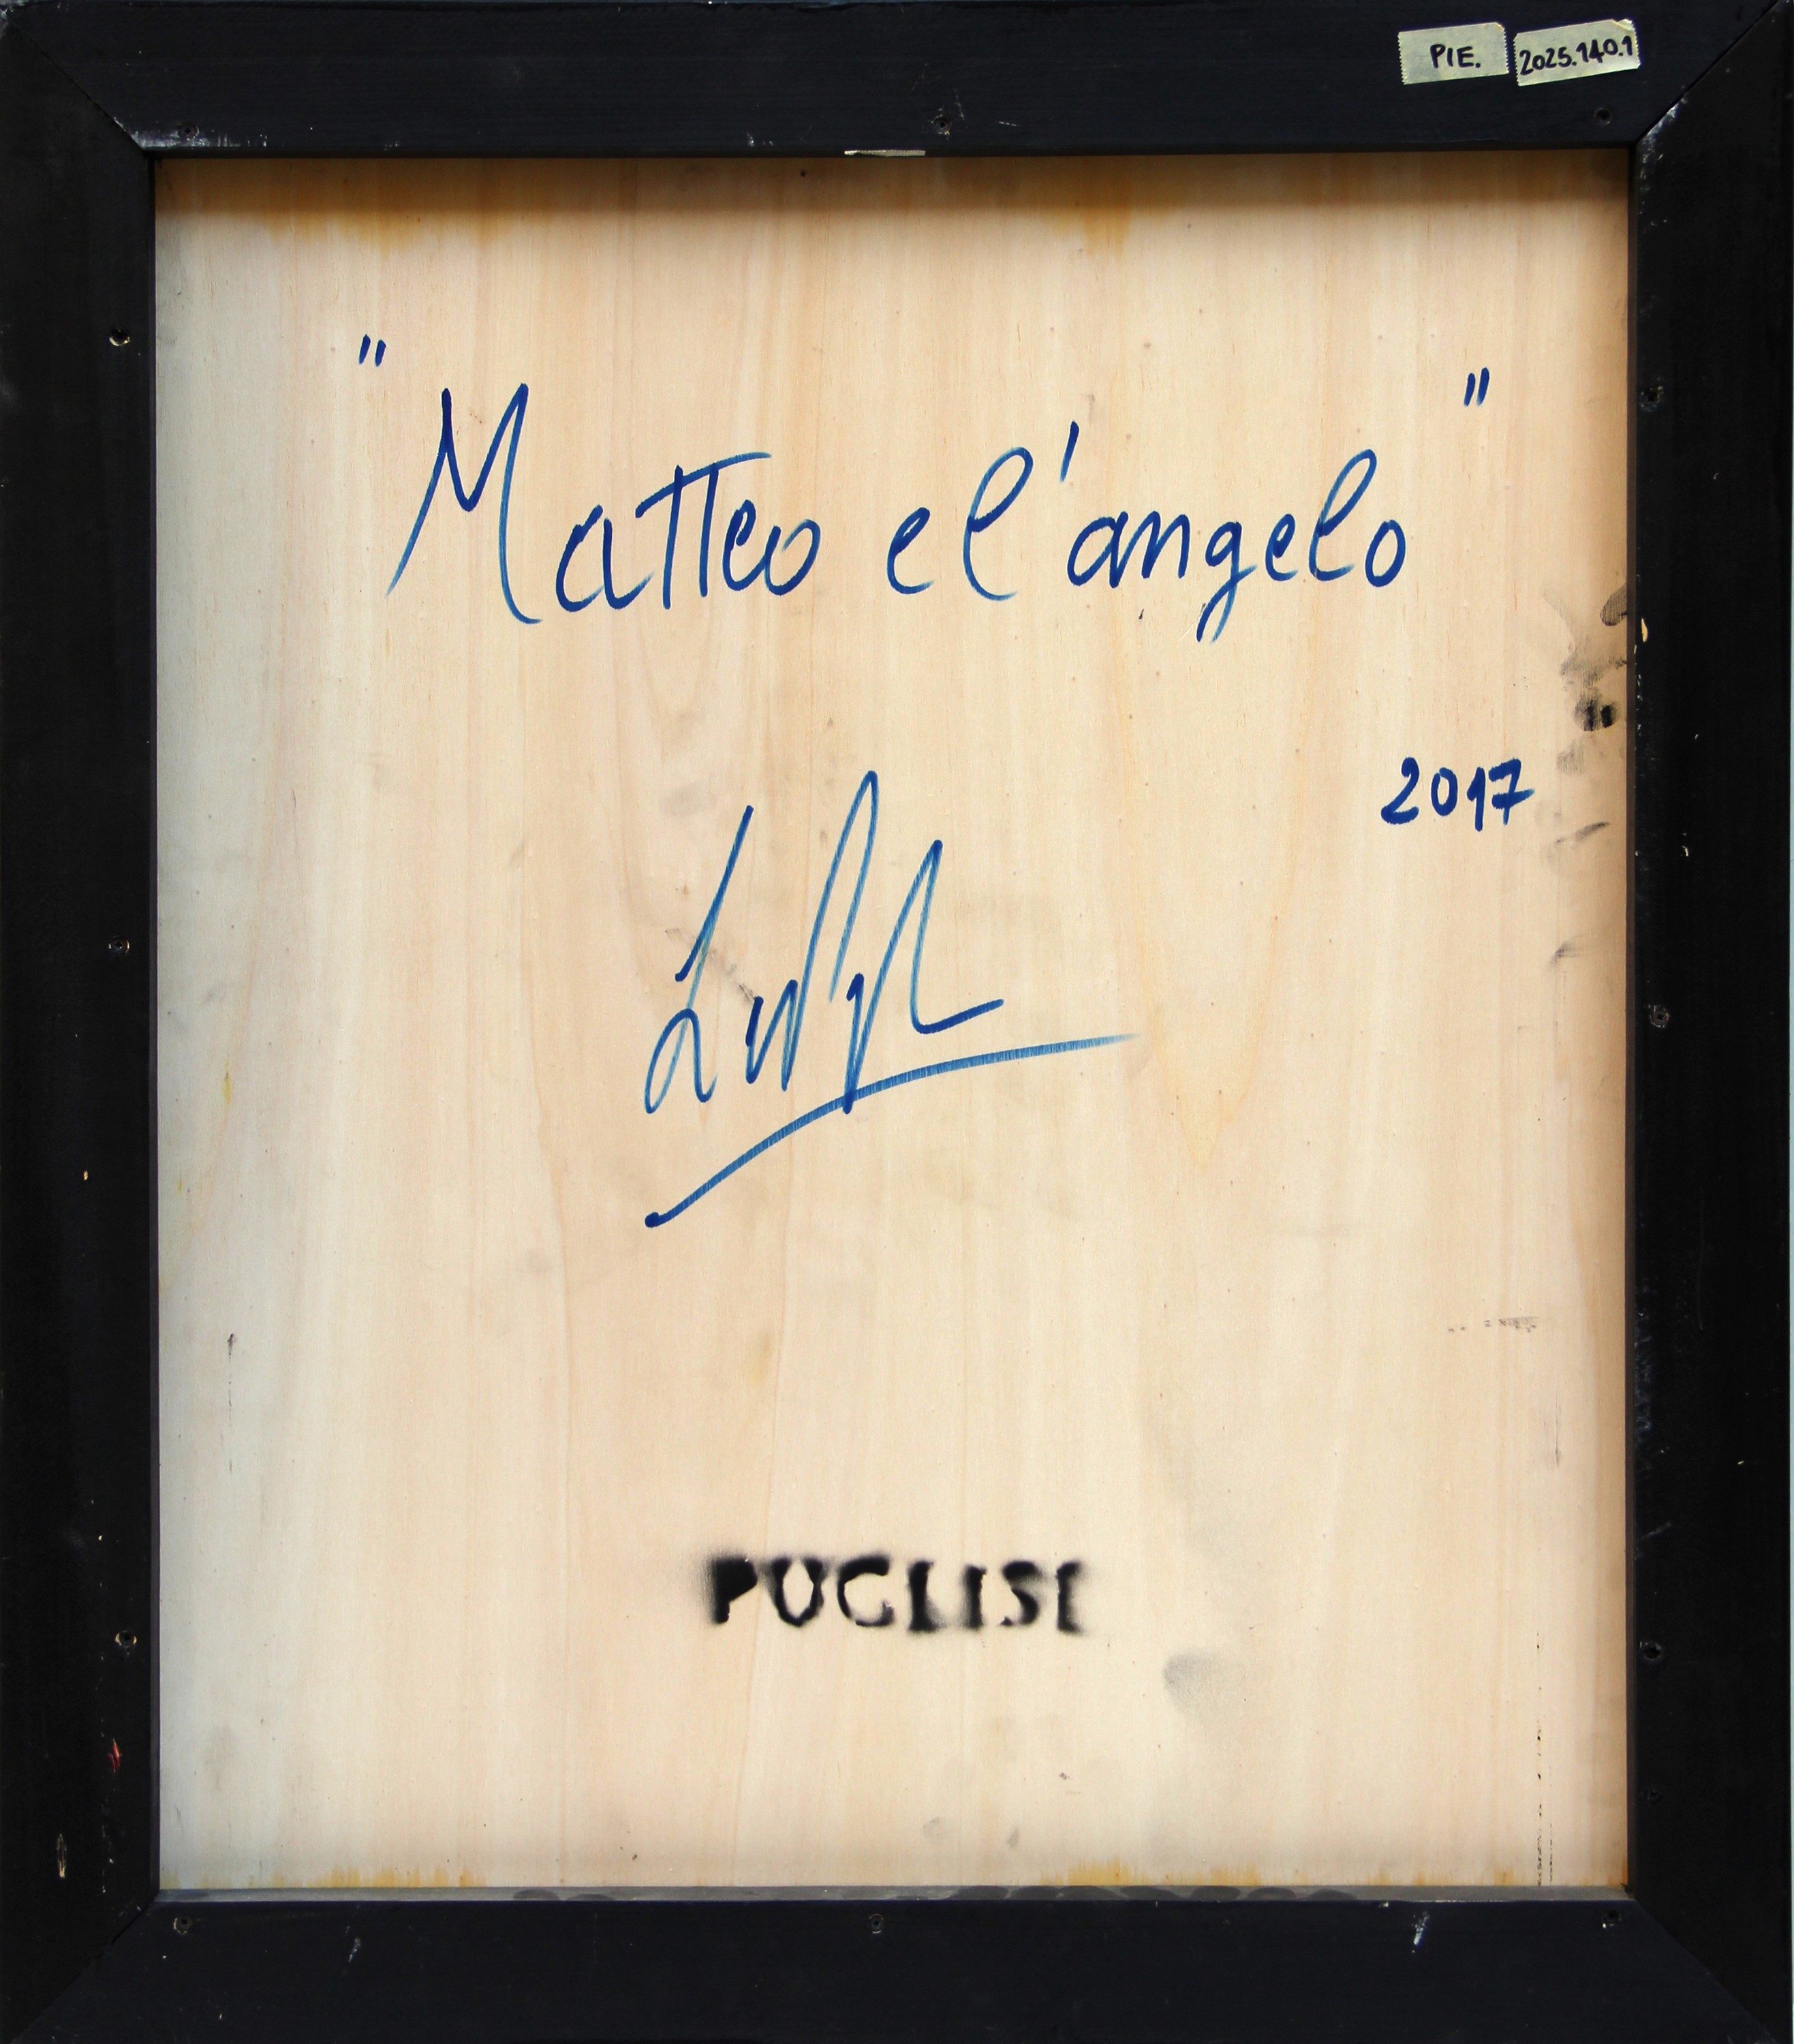 PIE. 2025.140.1
"Matteo e l'angelo"
2017
PUGLISI